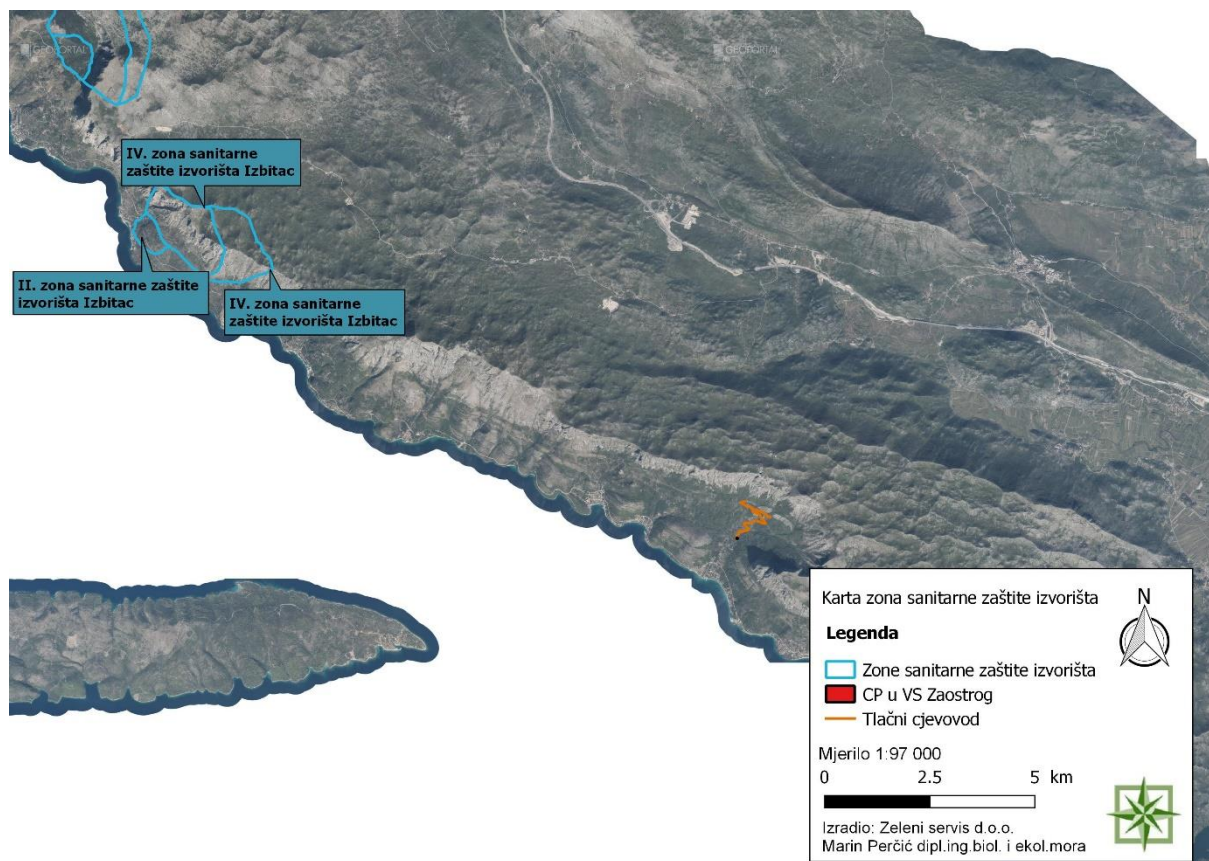 GEOPORTAL
GEOPORTAL
IV. zona sanitarne
zaštite izvorišta Izbitac
II. zona sanitarne zaštite
izvorišta Izbitac
IV. zona sanitarne
zaštite izvorišta Izbitac
Karta zona sanitarne zaštite izvorišta
N
Legenda
Zone sanitarne zaštite izvorišta
CP u VS Zaostrog
Tlačni cjevovod
Mjerilo 1:97 000
0 2.5 5 km
Izradio: Zeleni servis d.o.o.
Marin Perčić dipl.ing.biol. i ekol.mora